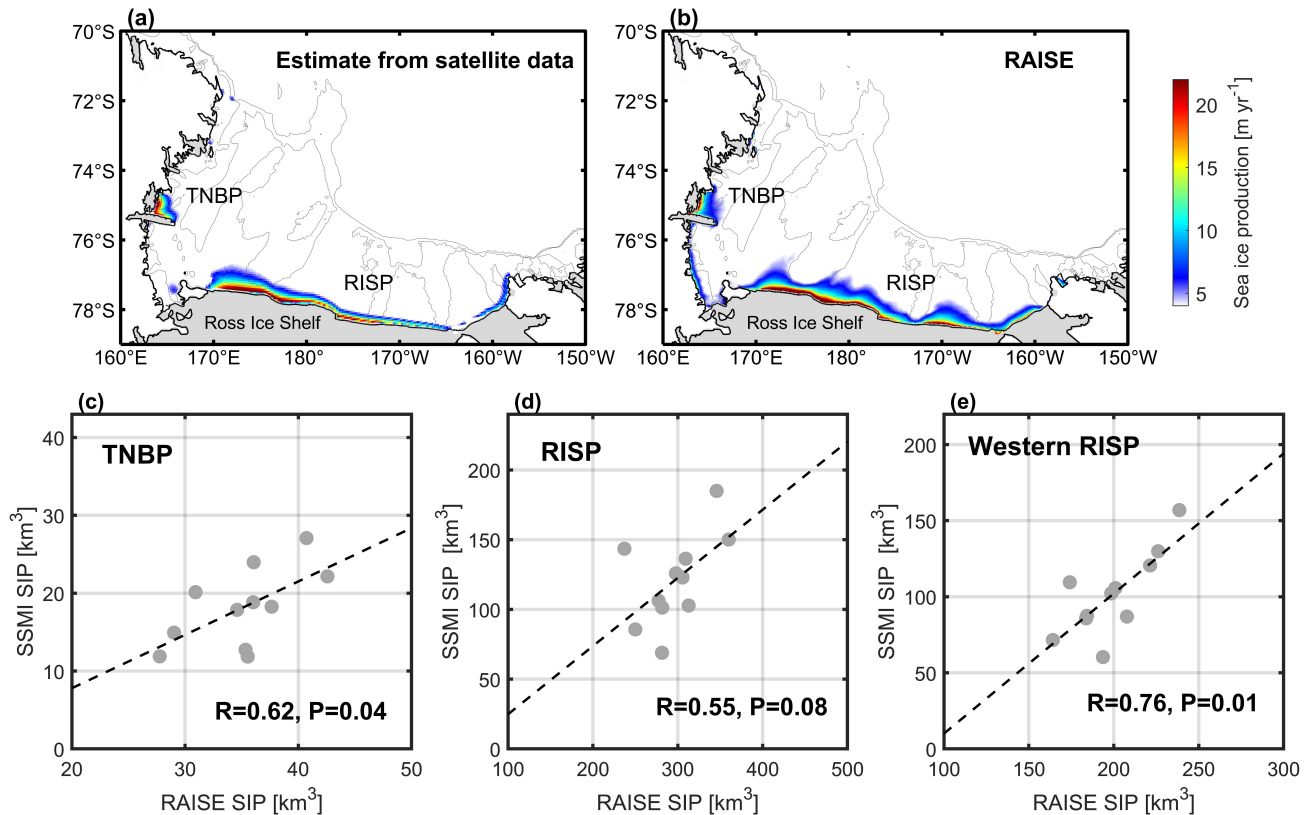 (a)
Estimate from satellite data
TNBP
RISP
Ross Ice Shelf
70°S
72°S
74°S
76°S
78°S
160°E
170°E
180°
170°W
160°W
150°W
(b)
RAISE
TNBP
RISP
Ross Ice Shelf
70°S
72°S
74°S
76°S
78°S
160°E
170°E
180°
170°W
160°W
150°W
20
15
10
5
Sea ice production [m yr⁻¹]
(c)
TNBP
R=0.62, P=0.04
SSMI SIP [km³]
40
30
20
10
0
20
30
40
50
RAISE SIP [km³]
(d)
RISP
R=0.55, P=0.08
SSMI SIP [km³]
200
150
100
50
0
100
200
300
400
500
RAISE SIP [km³]
(e)
Western RISP
R=0.76, P=0.01
SSMI SIP [km³]
200
150
100
50
0
100
150
200
250
300
RAISE SIP [km³]